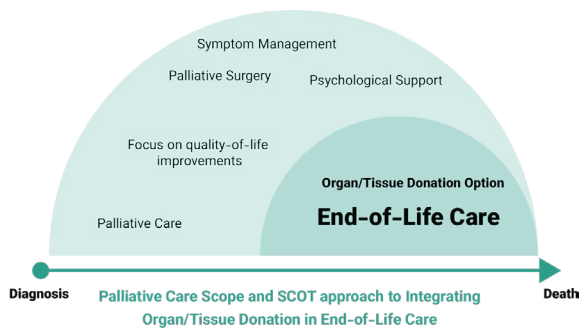 Symptom Management
Palliative Surgery
Psychological Support
Focus on quality-of-life
improvements
Organ/Tissue Donation Option
End-of-Life Care
Palliative Care
Diagnosis
Death
Palliative Care Scope and SCOT approach to Integrating
Organ/Tissue Donation in End-of-Life Care